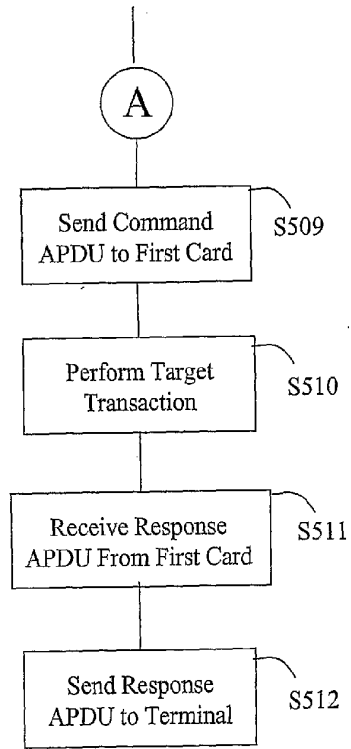 A
Send Command
APDU to First Card
S509
Perform Target
Transaction
S510
Receive Response
APDU From First Card
S511
Send Response
APDU to Terminal
S512